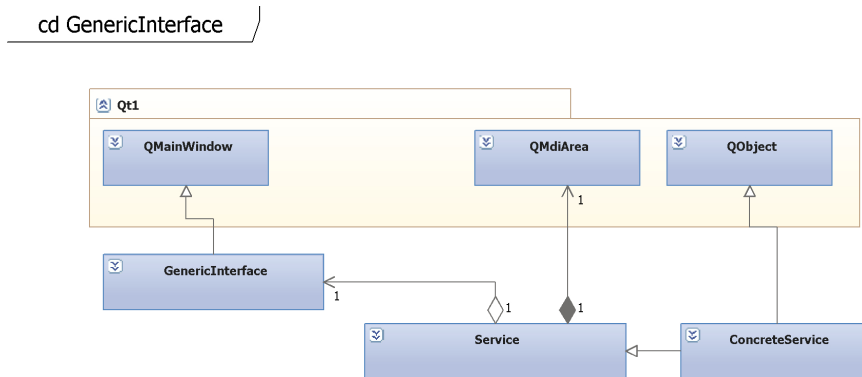 cd GenericInterface
Qt1
QMainWindow
QMdiArea
QObject
1
GenericInterface
1
1
1
Service
ConcreteService